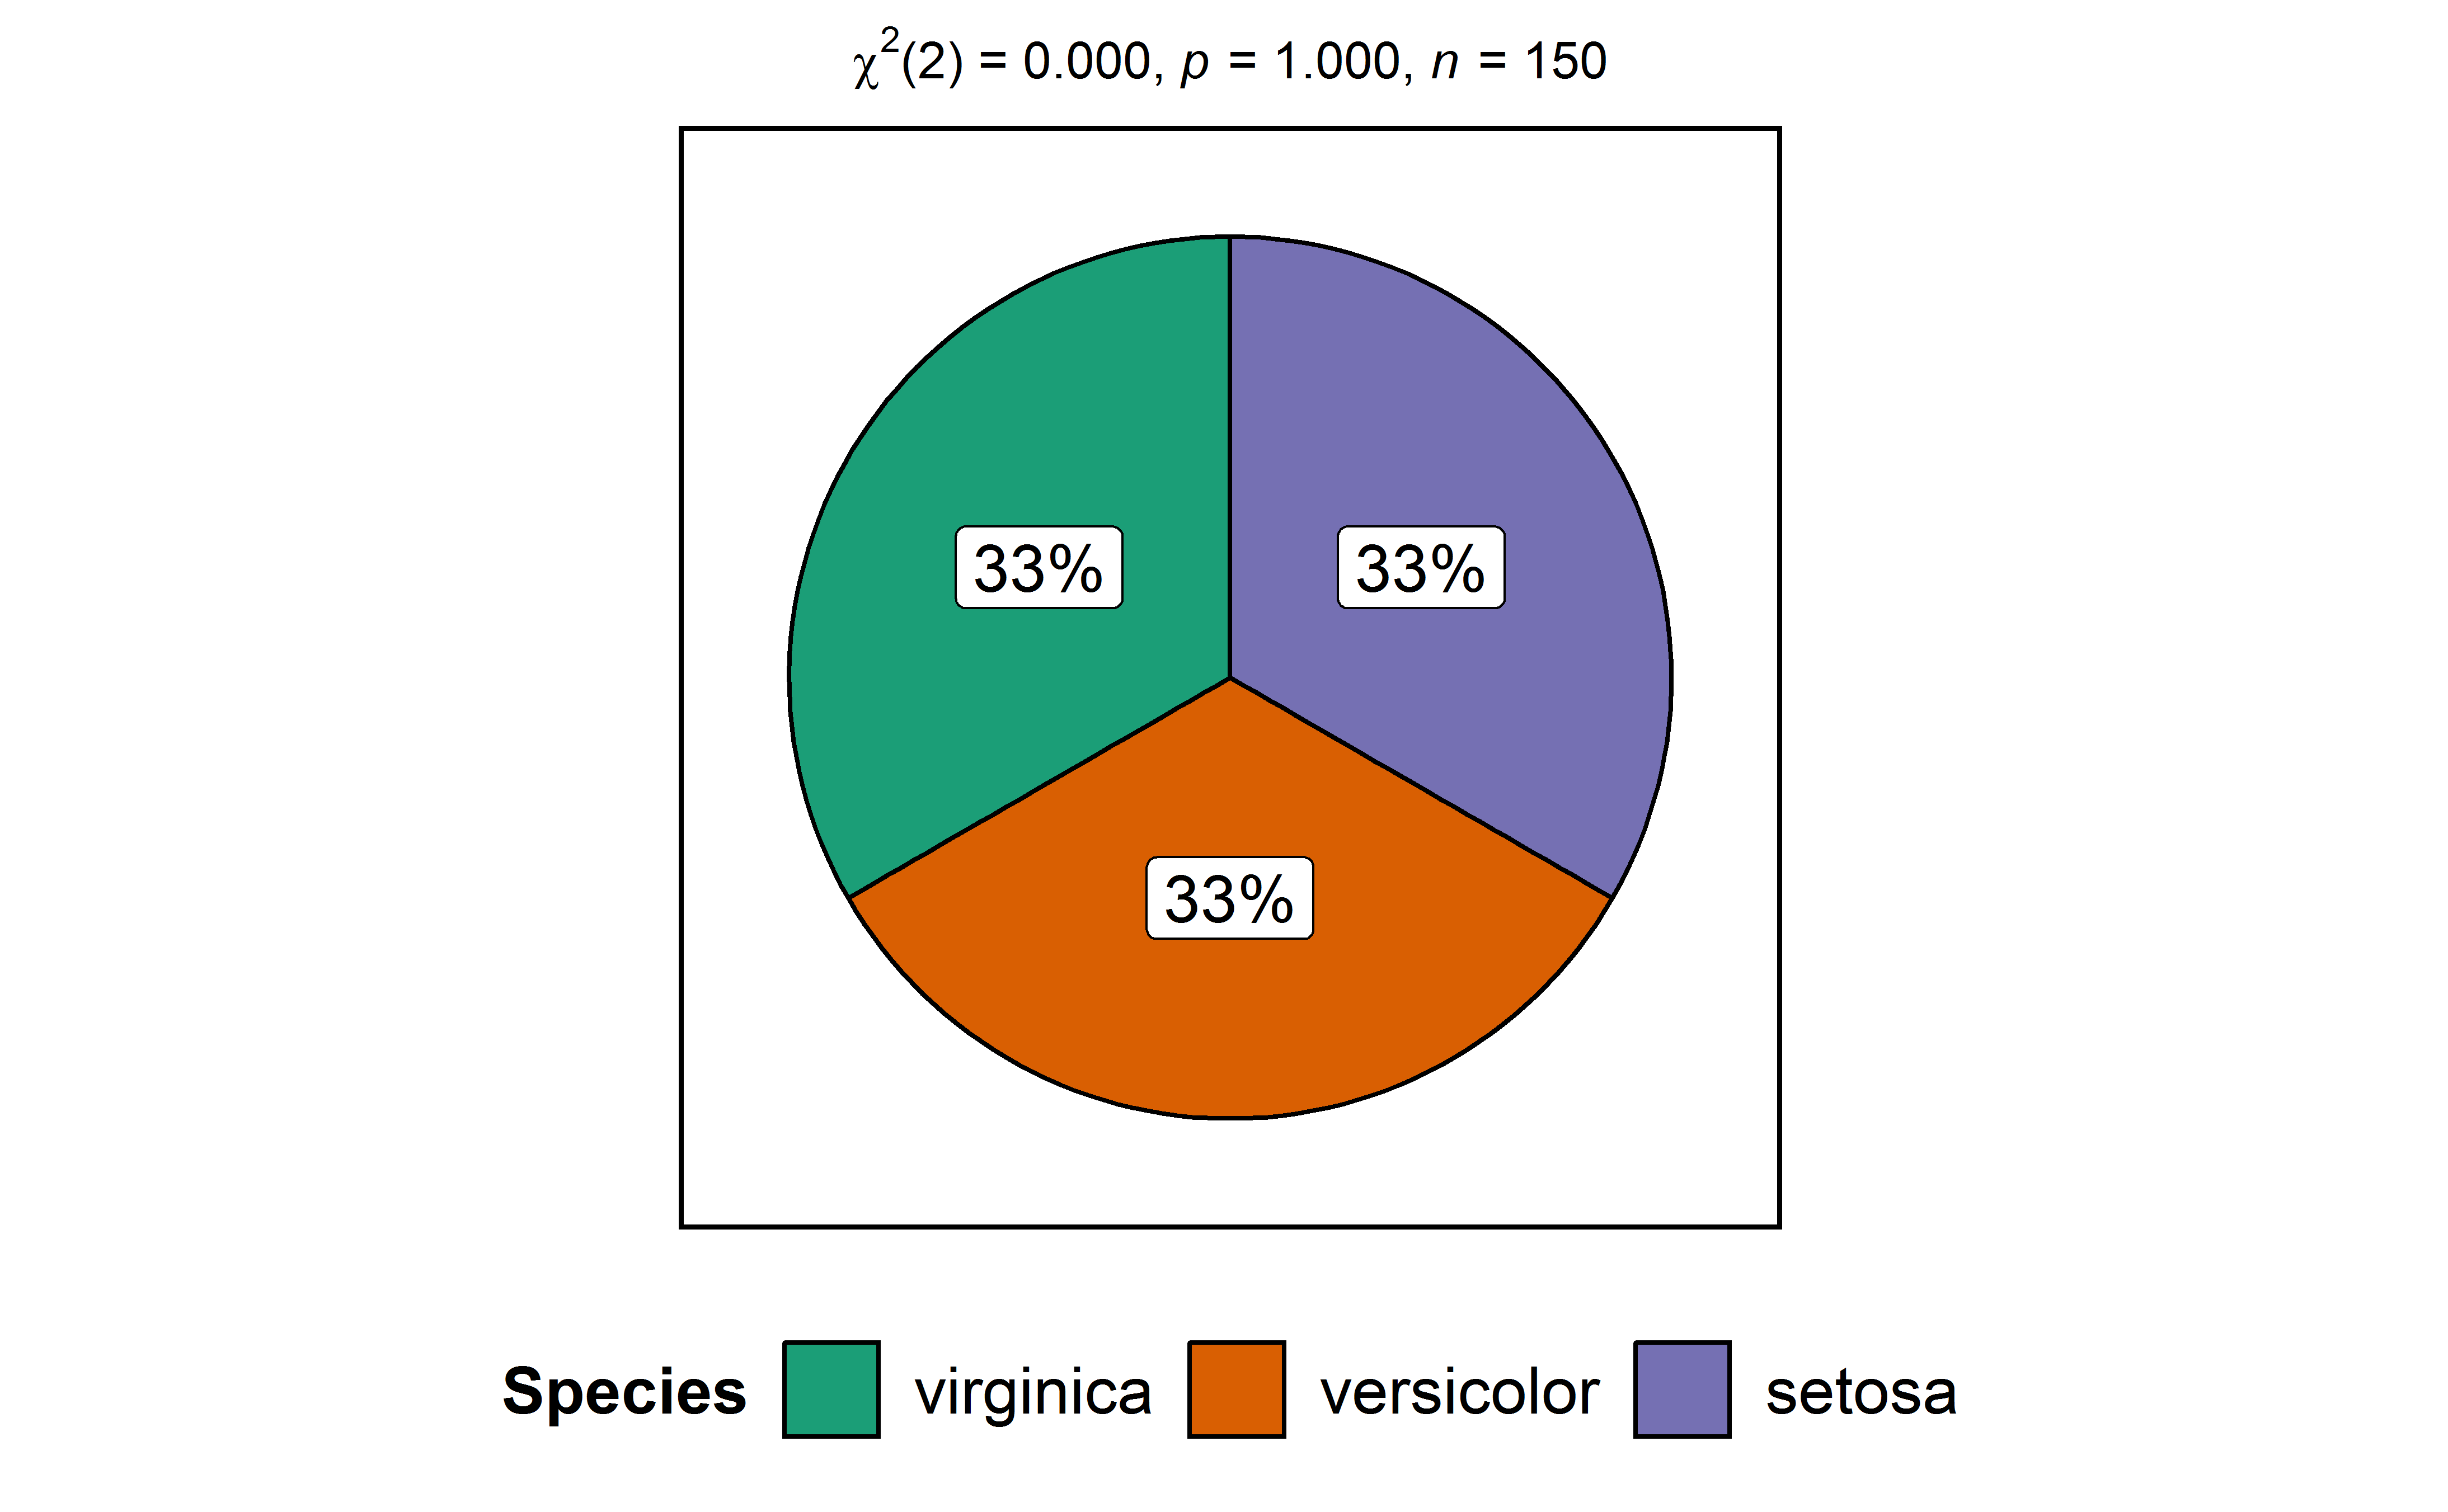 χ²(2) = 0.000, p = 1.000, n = 150
33%
33%
33%
Species virginica versicolor setosa